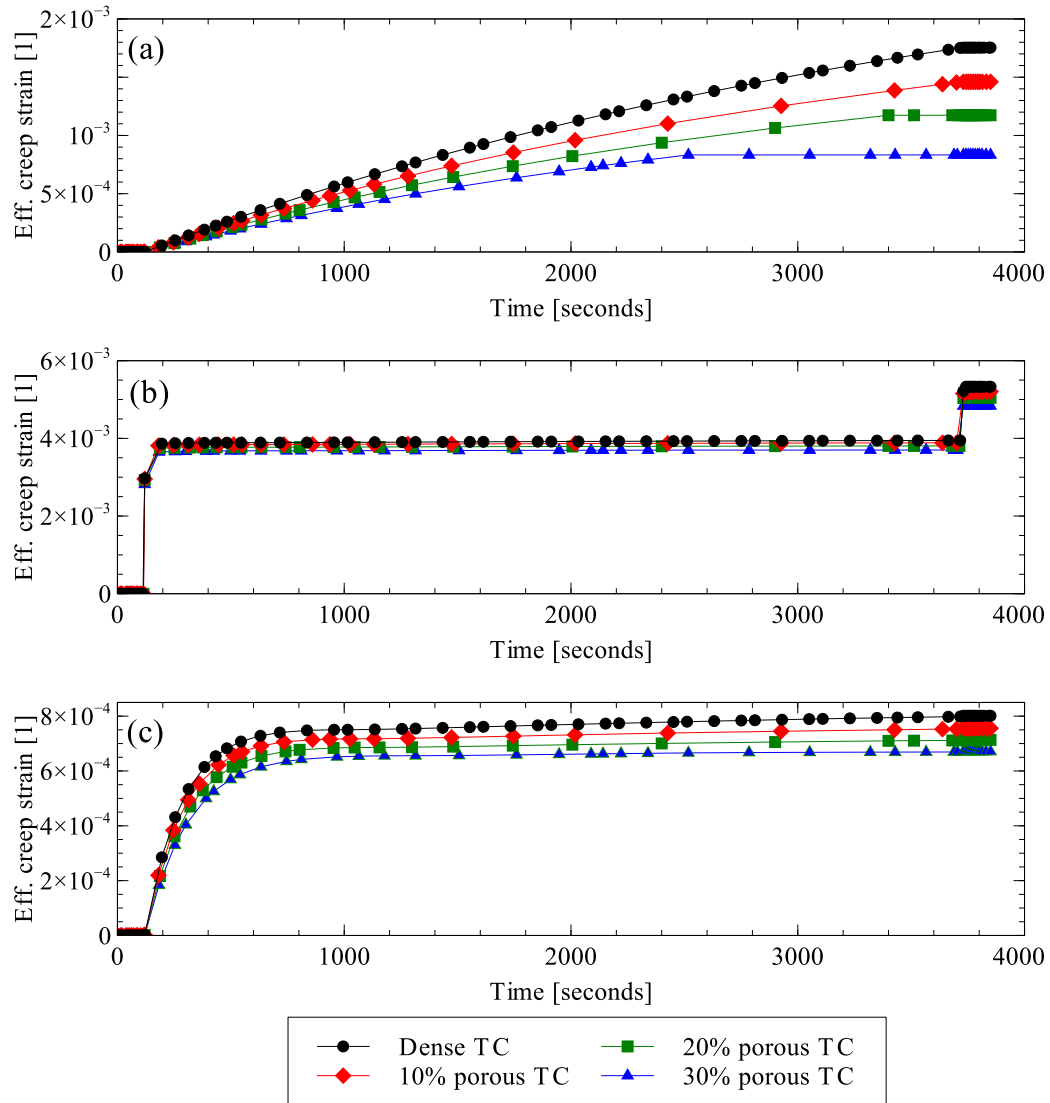 2×10⁻³
(a)
Eff. creep strain [1]
10⁻³
5×10⁻⁴
0
0 1000 2000 3000 4000
Time [seconds]
6×10⁻³
(b)
Eff. creep strain [1]
4×10⁻³
2×10⁻³
0
0 1000 2000 3000 4000
Time [seconds]
8×10⁻⁴
(c)
Eff. creep strain [1]
6×10⁻⁴
4×10⁻⁴
2×10⁻⁴
0
0 1000 2000 3000 4000
Time [seconds]
Dense TC 20% porous TC
10% porous TC 30% porous TC